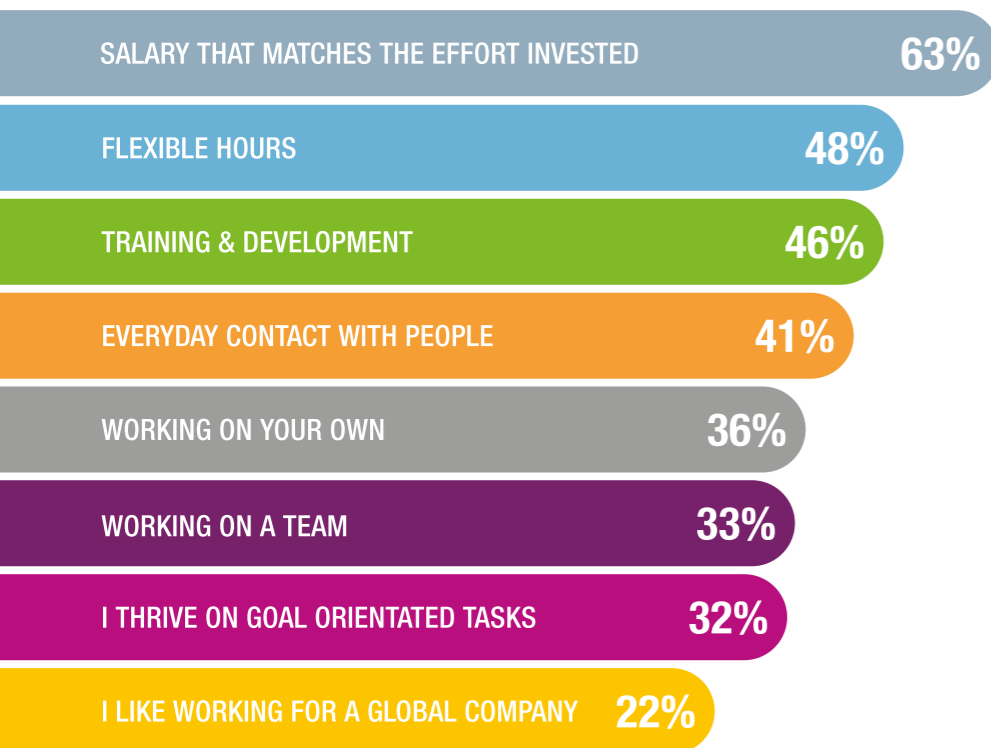 SALARY THAT MATCHES THE EFFORT INVESTED 63%
FLEXIBLE HOURS 48%
TRAINING & DEVELOPMENT 46%
EVERYDAY CONTACT WITH PEOPLE 41%
WORKING ON YOUR OWN 36%
WORKING ON A TEAM 33%
I THRIVE ON GOAL ORIENTATED TASKS 32%
I LIKE WORKING FOR A GLOBAL COMPANY 22%